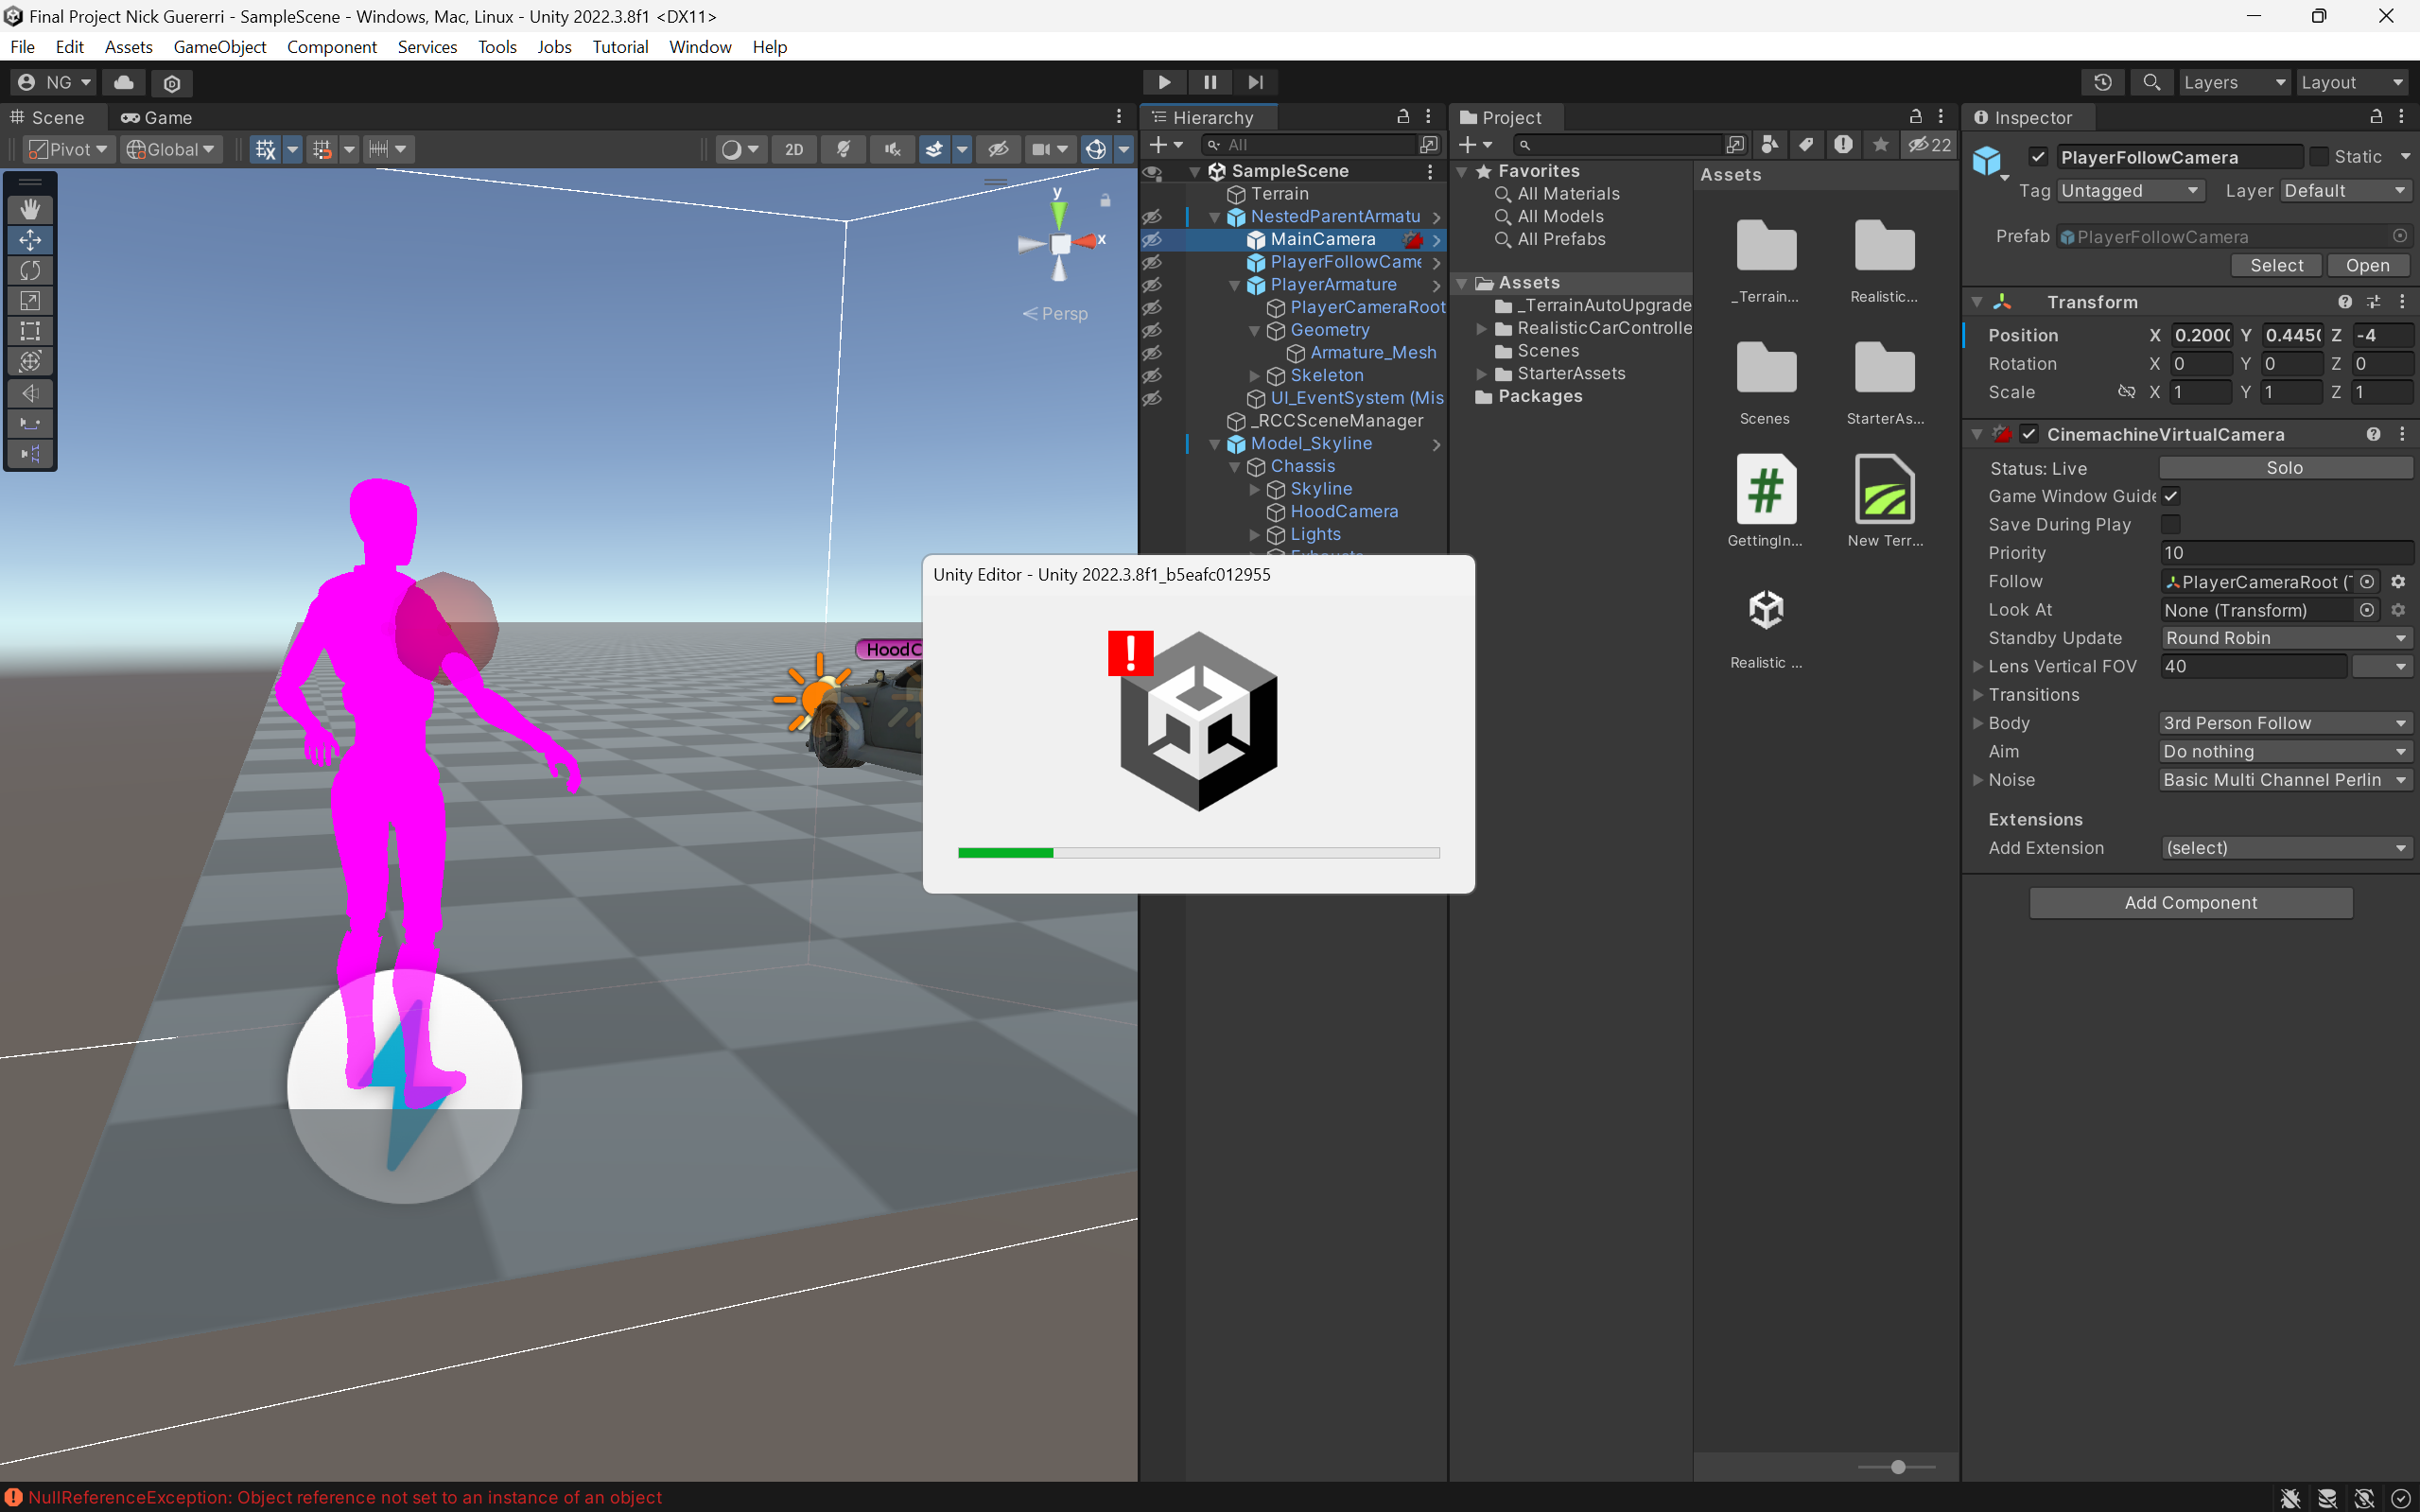 Final Project Nick Guererri - SampleScene - Windows, Mac, Linux - Unity 2022.3.8f1 <DX11>
File Edit Assets GameObject Component Services Tools Jobs Tutorial Window Help
NG
Layers
Layout
Scene
Game
Pivot
Global
2D
y
x
Persp
HoodC
Hierarchy
All
SampleScene
Terrain
NestedParentArmatu
MainCamera
PlayerFollowCame
PlayerArmature
PlayerCameraRoot
Geometry
Armature_Mesh
Skeleton
UI_EventSystem (Mis
_RCCSceneManager
Model_Skyline
Chassis
Skyline
HoodCamera
Lights
Project
22
Favorites
All Materials
All Models
All Prefabs
Assets
_TerrainAutoUpgrade
RealisticCarControlle
Scenes
StarterAssets
Packages
Assets
_Terrain...
Realistic...
Scenes
StarterAs...
GettingIn...
New Terr...
Realistic ...
Inspector
PlayerFollowCamera
Static
Tag Untagged
Layer Default
Prefab PlayerFollowCamera
Select
Open
Transform
Position X 0.200( Y 0.445( Z -4
Rotation X 0 Y 0 Z 0
Scale X 1 Y 1 Z 1
CinemachineVirtualCamera
Status: Live Solo
Game Window Guide
Save During Play
Priority 10
Follow PlayerCameraRoot (T
Look At None (Transform)
Standby Update Round Robin
Lens Vertical FOV 40
Transitions
Body 3rd Person Follow
Aim Do nothing
Noise Basic Multi Channel Perlin
Extensions
Add Extension (select)
Add Component
Unity Editor - Unity 2022.3.8f1_b5eafc012955
NullReferenceException: Object reference not set to an instance of an object